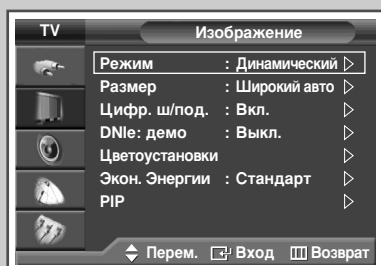 TV Изображение
Режим : Динамический
Размер : Широкий авто
Цифр. ш/под. : Вкл.
DNIe: демо : Выкл.
Цветоустановки
Экон. Энергии : Стандарт
PIP
Перем. Вход Возврат